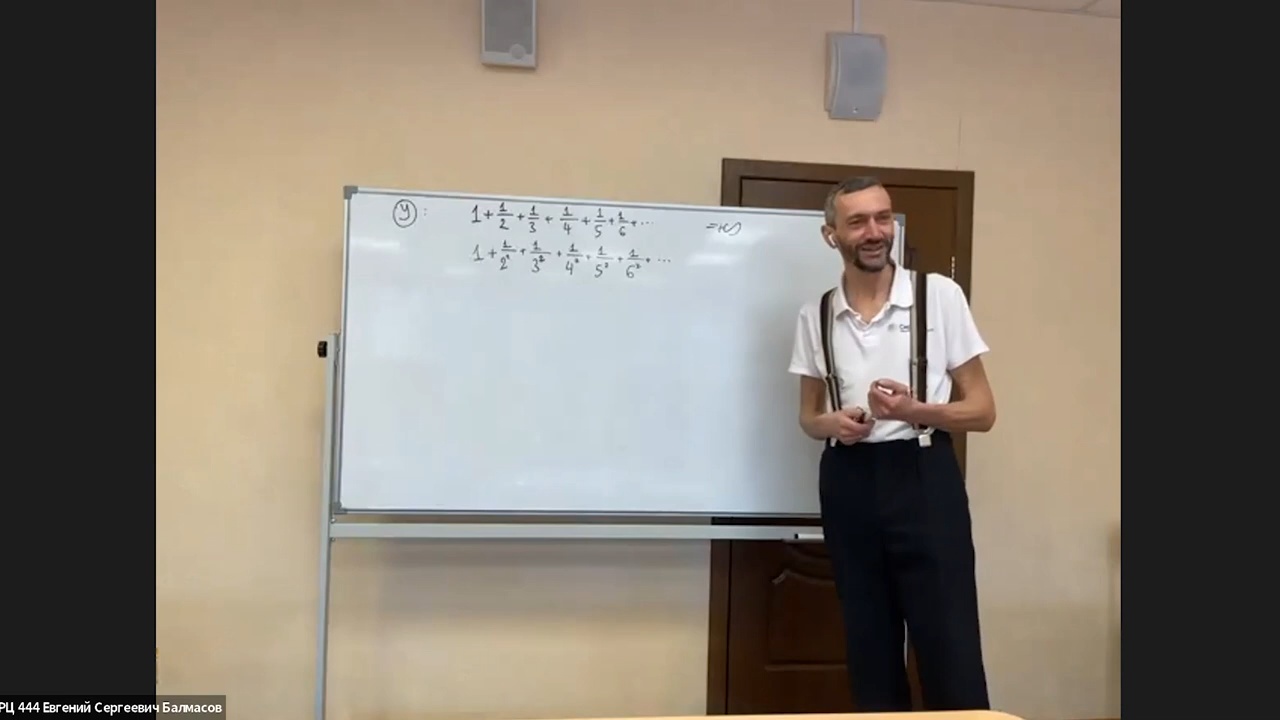 У : 1 + 1/2 + 1/3 + 1/4 + 1/5 + 1/6 + ...
1 + 1/2² + 1/3² + 1/4² + 1/5² + 1/6² + ...
РЦ 444 Евгений Сергеевич Балмасов